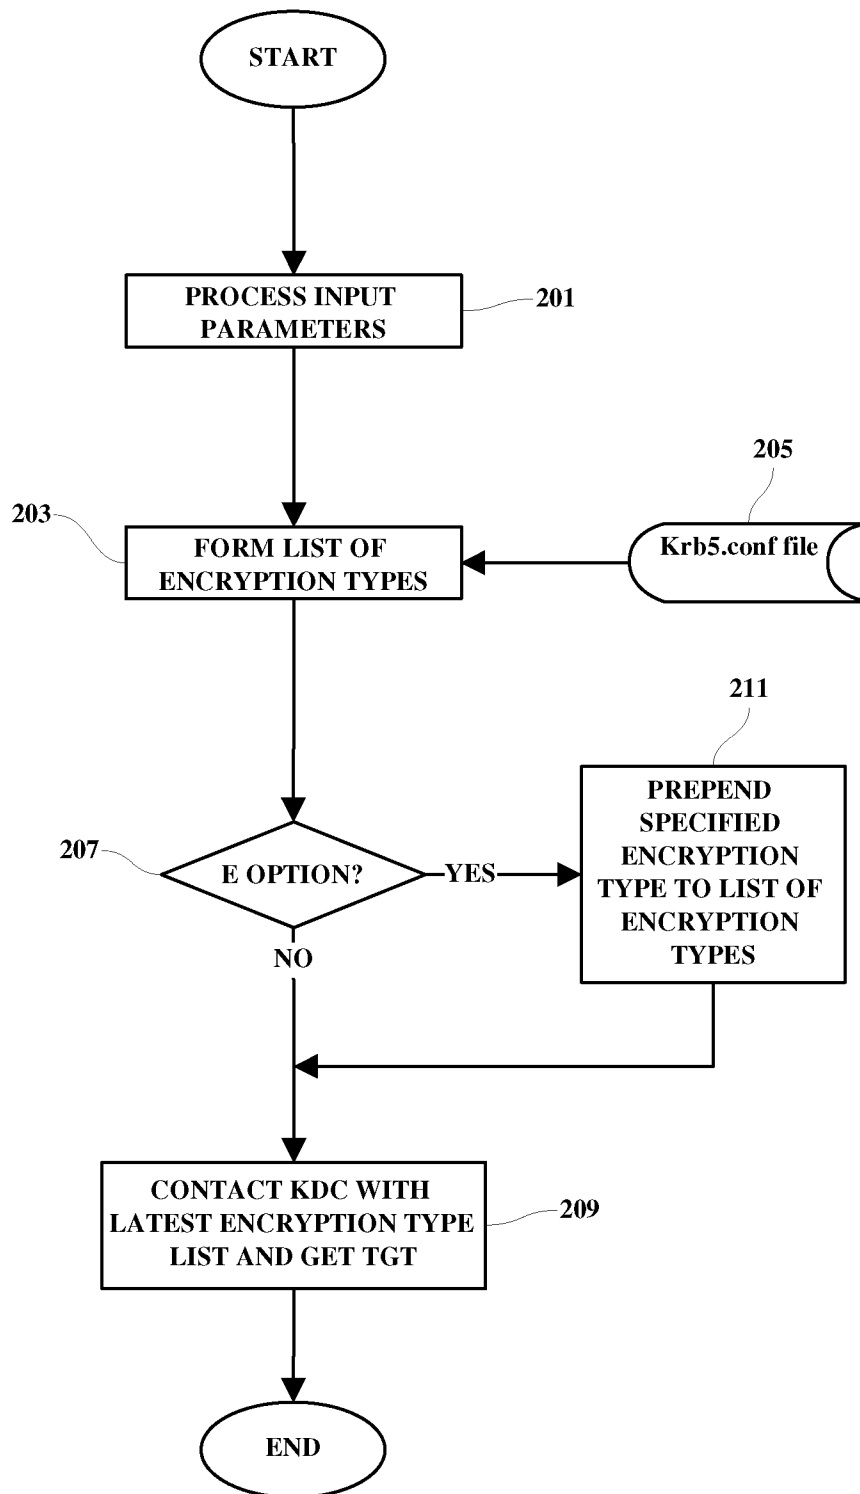 START
PROCESS INPUT
PARAMETERS
201
205
203
FORM LIST OF
ENCRYPTION TYPES
Krb5.conf file
211
PREPEND
SPECIFIED
ENCRYPTION
TYPE TO LIST OF
ENCRYPTION
TYPES
207
E OPTION?
YES
NO
CONTACT KDC WITH
LATEST ENCRYPTION TYPE
LIST AND GET TGT
209
END